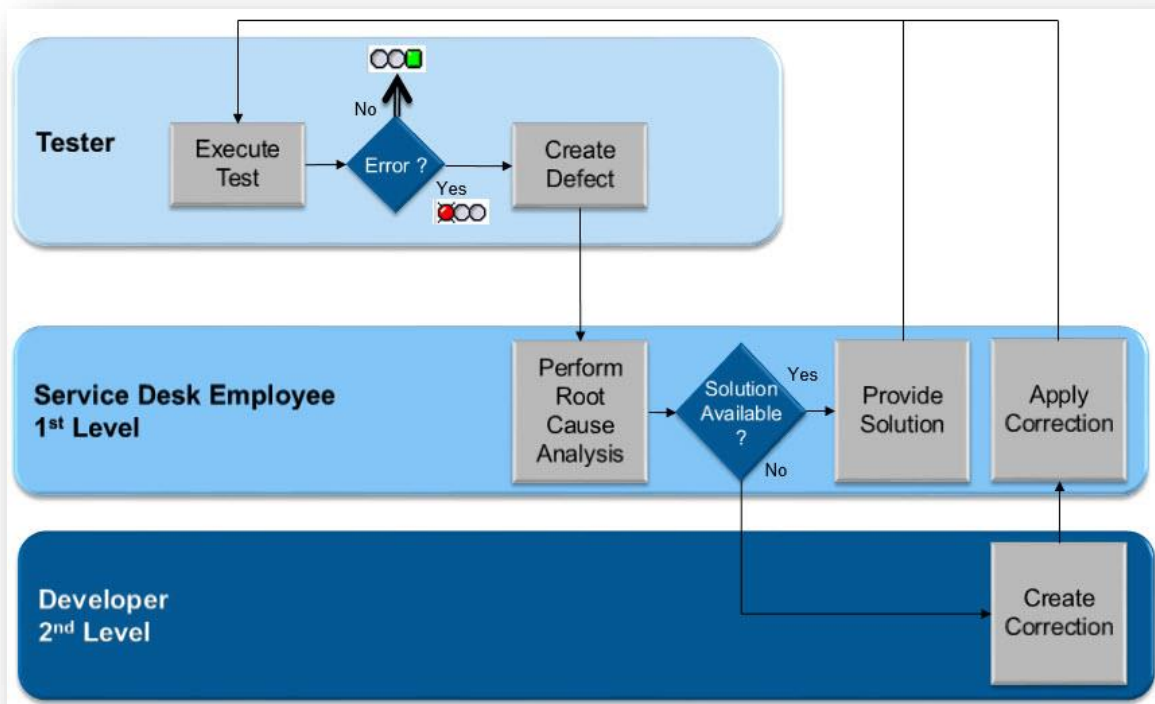 No
Tester
Execute
Test
Error ?
Create
Defect
Yes
Service Desk Employee
1st Level
Perform
Root
Cause
Analysis
Solution
Available
?
Yes
No
Provide
Solution
Apply
Correction
Developer
2nd Level
Create
Correction